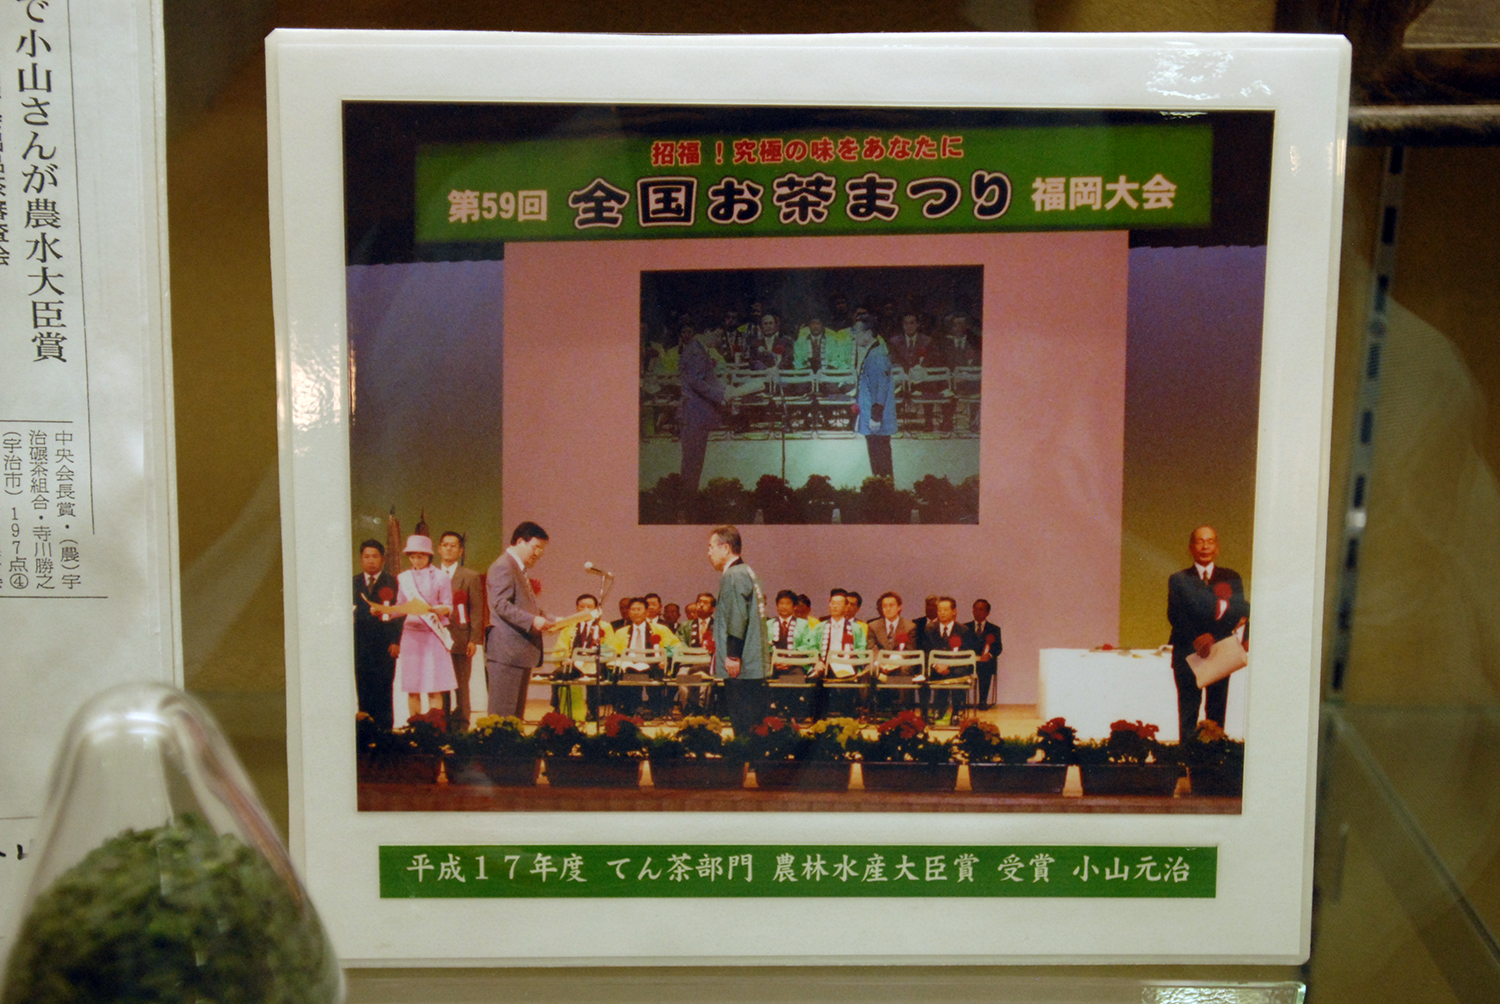 で小山さんが農水大臣賞
中央会長賞・（農）宇
治碾茶組合・寺川勝之
（宇治市）197点④
招福！究極の味をあなたに
第59回 全国お茶まつり 福岡大会
平成１７年度 てん茶部門 農林水産大臣賞 受賞 小山元治